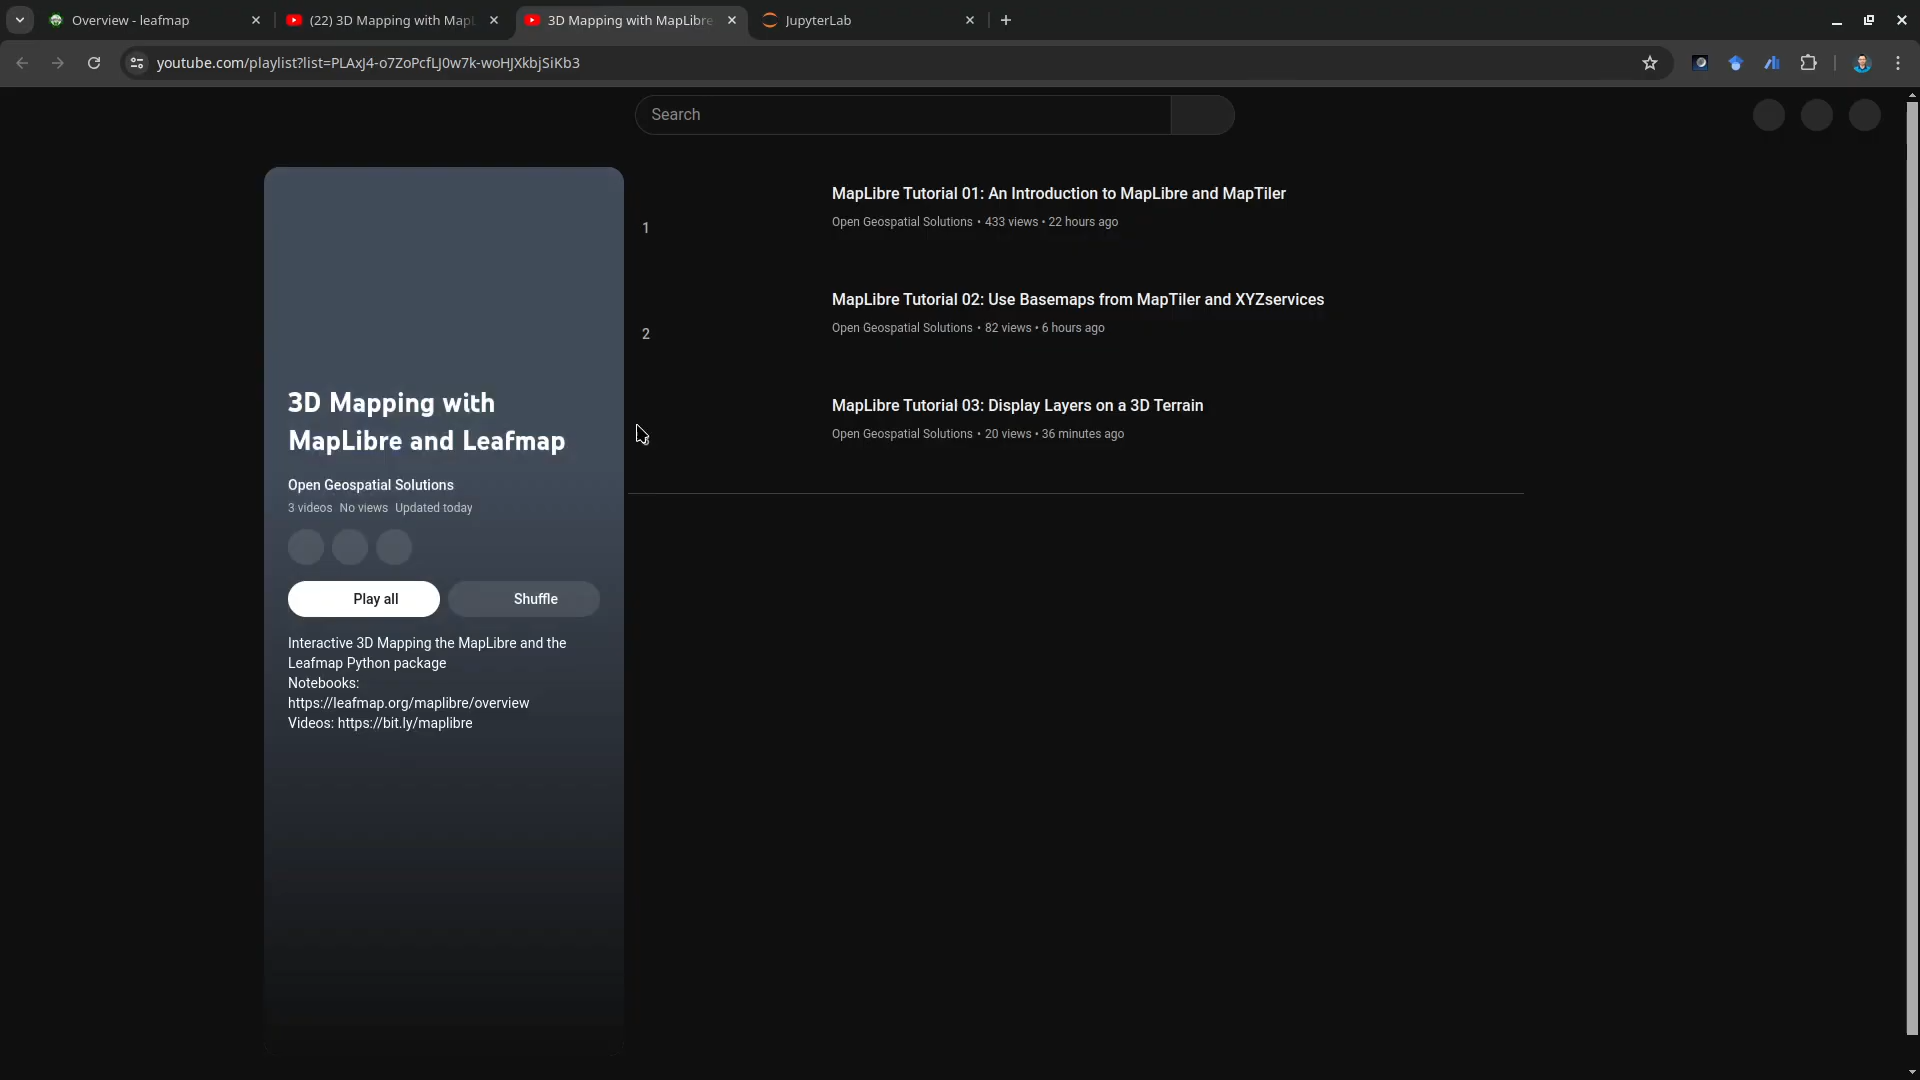 Overview - leafmap
(22) 3D Mapping with MapL
3D Mapping with MapLibre
JupyterLab
youtube.com/playlist?list=PLAxJ4-o7ZoPcfLJ0w7k-woHJXkbjSiKb3
Search
3D Mapping with
MapLibre and Leafmap
Open Geospatial Solutions
3 videos No views Updated today
Play all
Shuffle
Interactive 3D Mapping the MapLibre and the
Leafmap Python package
Notebooks:
https://leafmap.org/maplibre/overview
Videos: https://bit.ly/maplibre
1
MapLibre Tutorial 01: An Introduction to MapLibre and MapTiler
Open Geospatial Solutions • 433 views • 22 hours ago
2
MapLibre Tutorial 02: Use Basemaps from MapTiler and XYZservices
Open Geospatial Solutions • 82 views • 6 hours ago
MapLibre Tutorial 03: Display Layers on a 3D Terrain
Open Geospatial Solutions • 20 views • 36 minutes ago